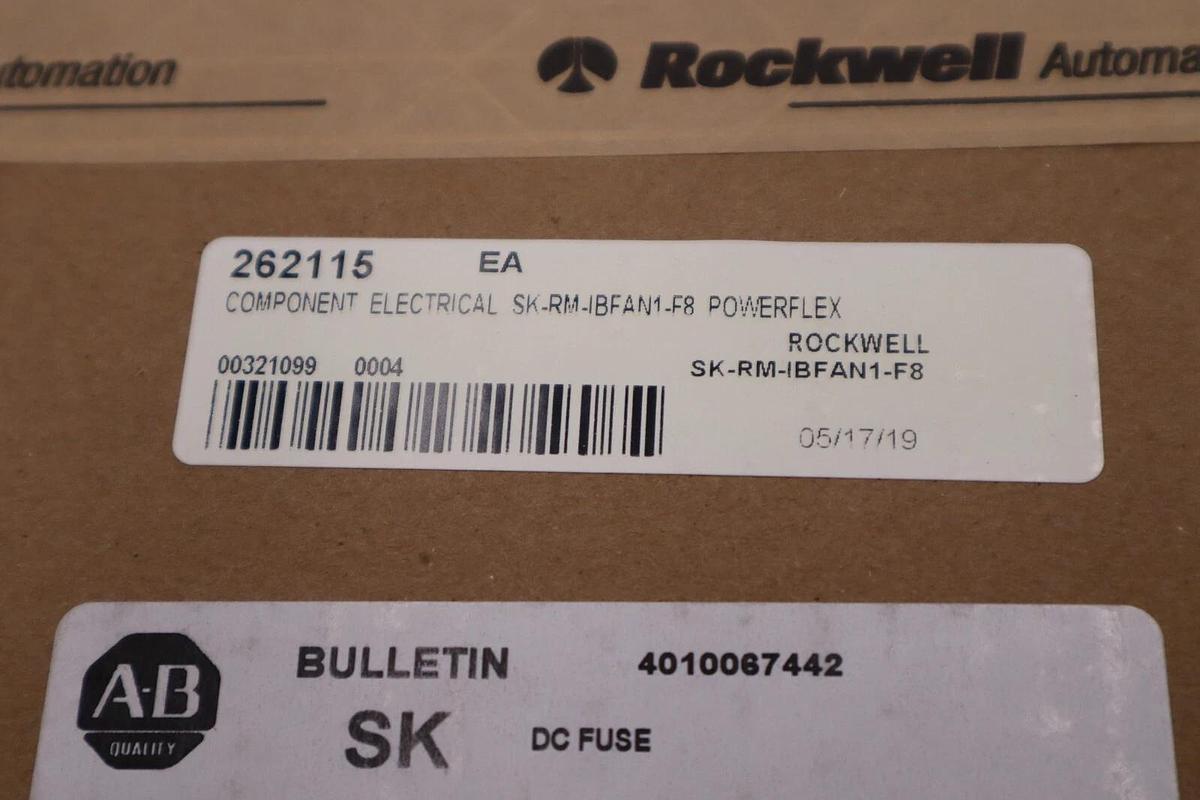 utomation Rockwell Automa
262115 EA
COMPONENT ELECTRICAL SK-RM-IBFAN1-F8 POWERFLEX
ROCKWELL
00321099 0004 SK-RM-IBFAN1-F8
05/17/19
A-B BULLETIN 4010067442
SK DC FUSE
QUALITY